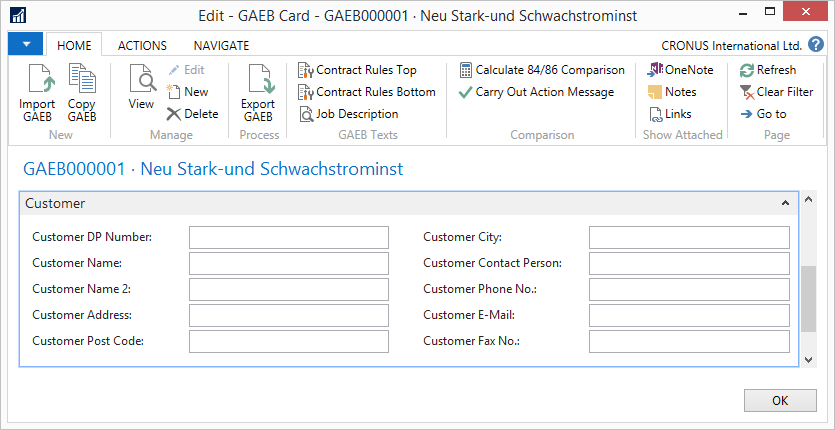 Edit - GAEB Card - GAEB000001 · Neu Stark-und Schwachstrominst
HOME ACTIONS NAVIGATE CRONUS International Ltd. ?
Import GAEB
Copy GAEB
New
View
Edit
New
Delete
Manage
Export GAEB
Process
Contract Rules Top
Contract Rules Bottom
Job Description
GAEB Texts
Calculate 84/86 Comparison
Carry Out Action Message
Comparison
OneNote
Notes
Links
Show Attached
Refresh
Clear Filter
Go to
Page
GAEB000001 · Neu Stark-und Schwachstrominst
Customer
Customer DP Number:
Customer Name:
Customer Name 2:
Customer Address:
Customer Post Code:
Customer City:
Customer Contact Person:
Customer Phone No.:
Customer E-Mail:
Customer Fax No.:
OK